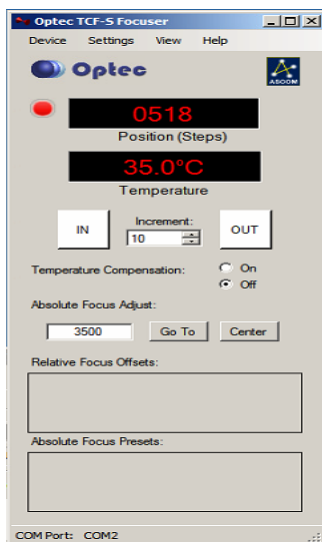 Optec TCF-S Focuser
Device Settings View Help
Optec
ASCOM
0518
Position (Steps)
35.0°C
Temperature
IN
Increment:
10
OUT
Temperature Compensation:
On
Off
Absolute Focus Adjust:
3500 Go To Center
Relative Focus Offsets:
Absolute Focus Presets:
COM Port: COM2